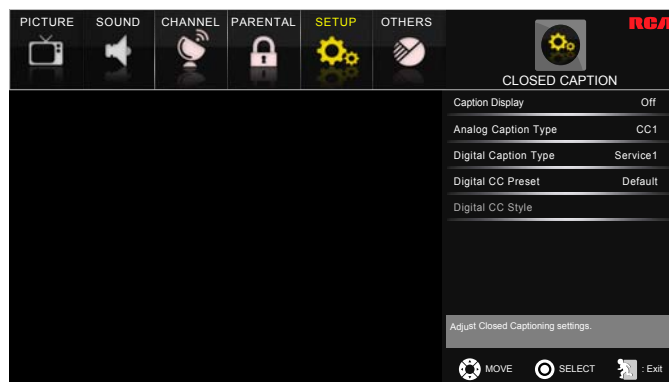 PICTURE SOUND CHANNEL PARENTAL SETUP OTHERS
RCA
CLOSED CAPTION
Caption Display Off
Analog Caption Type CC1
Digital Caption Type Service1
Digital CC Preset Default
Digital CC Style
Adjust Closed Captioning settings.
MOVE SELECT : Exit